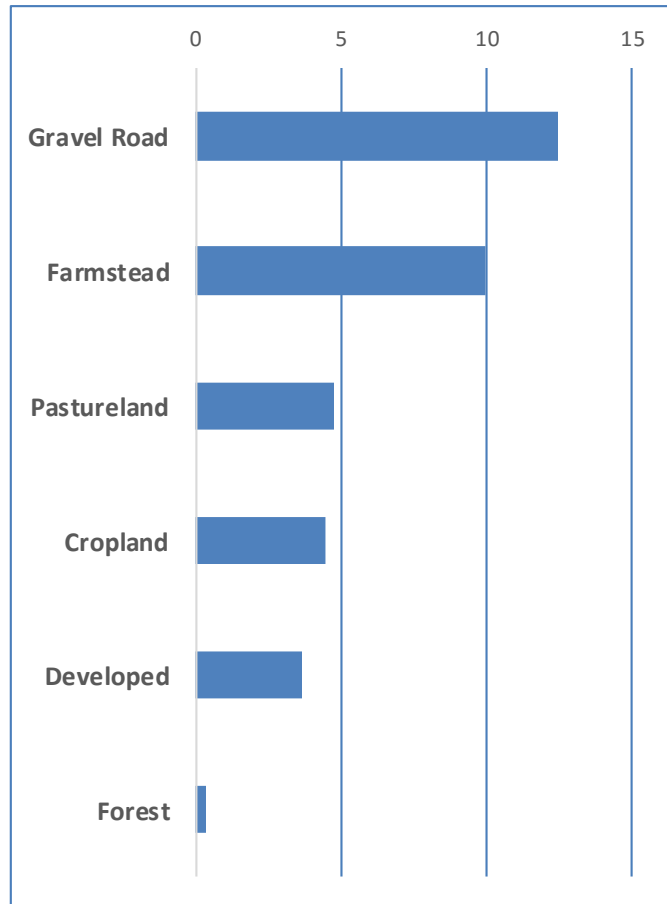 0 5 10 15
Gravel Road
Farmstead
Pastureland
Cropland
Developed
Forest